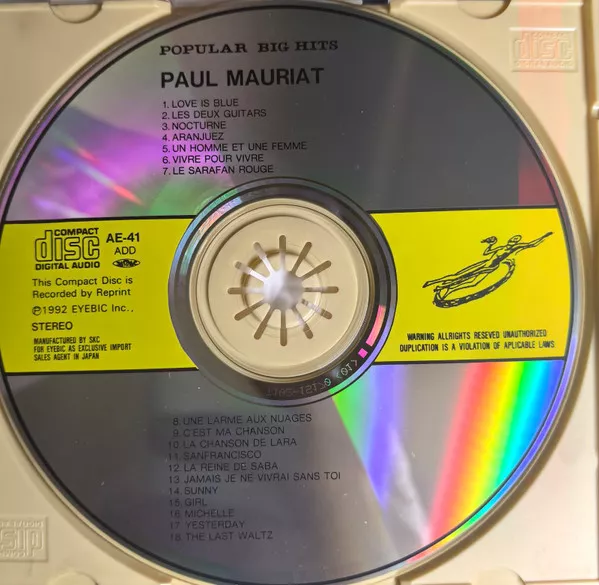 POPULAR BIG HITS
PAUL MAURIAT
1. LOVE IS BLUE
2. LES DEUX GUITARS
3. NOCTURNE
4. ARANJUEZ
5. UN HOMME ET UNE FEMME
6. VIVRE POUR VIVRE
7. LE SARAFAN ROUGE
COMPACT
disc
DIGITAL AUDIO
AE-41
ADD
This Compact Disc is
Recorded by Reprint
℗1992 EYEBIC Inc.,
STEREO
MANUFACTURED BY SKC
FOR EYEBIC AS EXCLUSIVE IMPORT
SALES AGENT IN JAPAN
WARNING ALLRIGHTS RESEVED UNAUTHORIZED
DUPLICATION IS A VIOLATION OF APLICABLE LAWS
8. UNE LARME AUX NUAGES
9. C'EST MA CHANSON
10. LA CHANSON DE LARA
11. SANFRANCISCO
12. LA REINE DE SABA
13. JAMAIS JE NE VIVRAI SANS TOI
14. SUNNY
15. GIRL
16. MICHELLE
17. YESTERDAY
18. THE LAST WALTZ
disc
disc